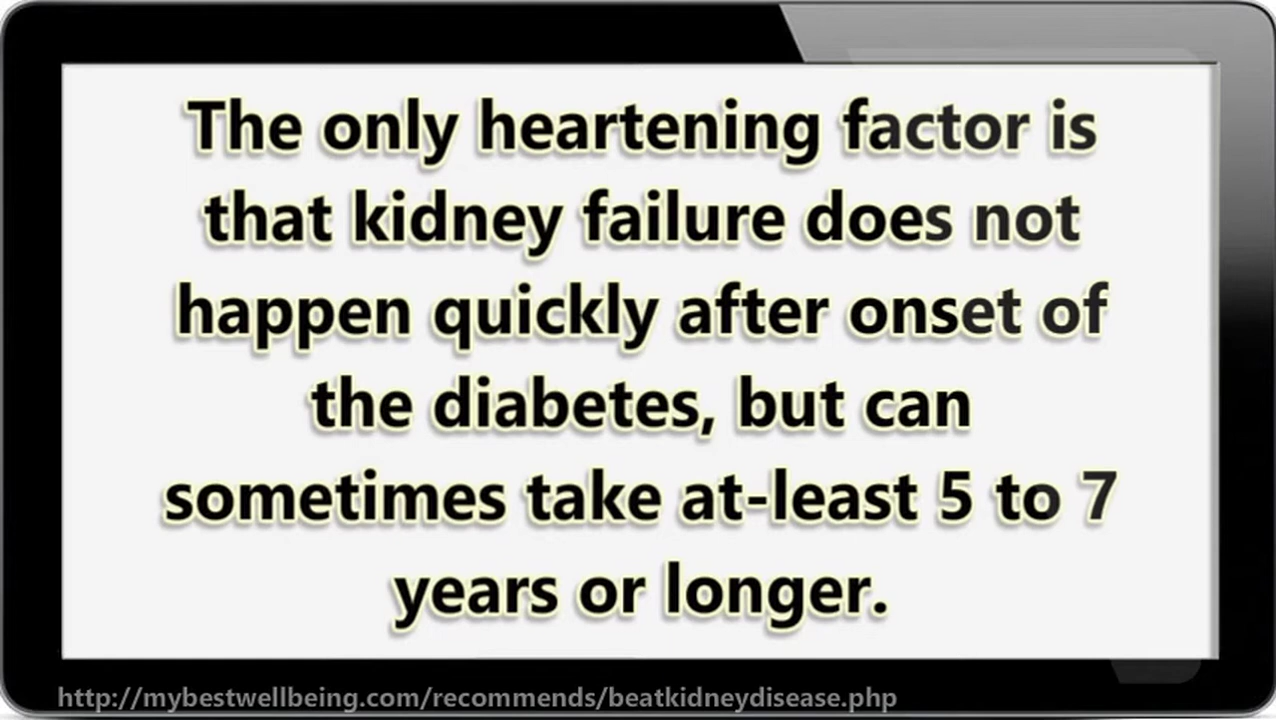 The only heartening factor is
that kidney failure does not
happen quickly after onset of
the diabetes, but can
sometimes take at-least 5 to 7
years or longer.
http://mybestwellbeing.com/recommends/beatkidneydisease.php